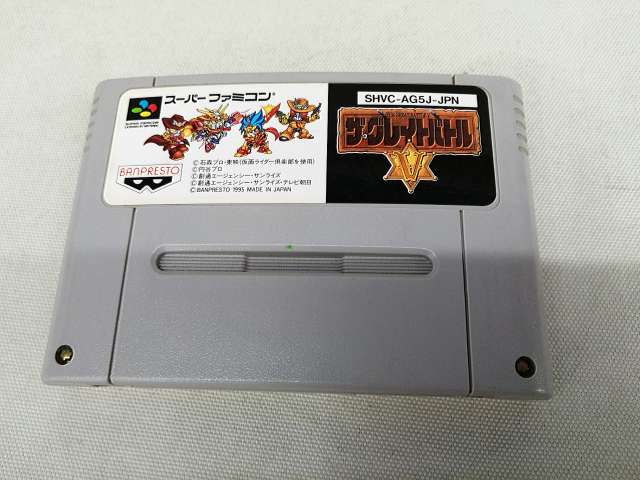 スーパーファミコン
SHVC-AG5J-JPN
ザ・グレイトバトル
V
BANPRESTO
©石森プロ・東映(仮面ライダー倶楽部を使用)
©円谷プロ
©創通エージェンシー・サンライズ
©創通エージェンシー・サンライズ・テレビ朝日
©BANPRESTO 1995 MADE IN JAPAN